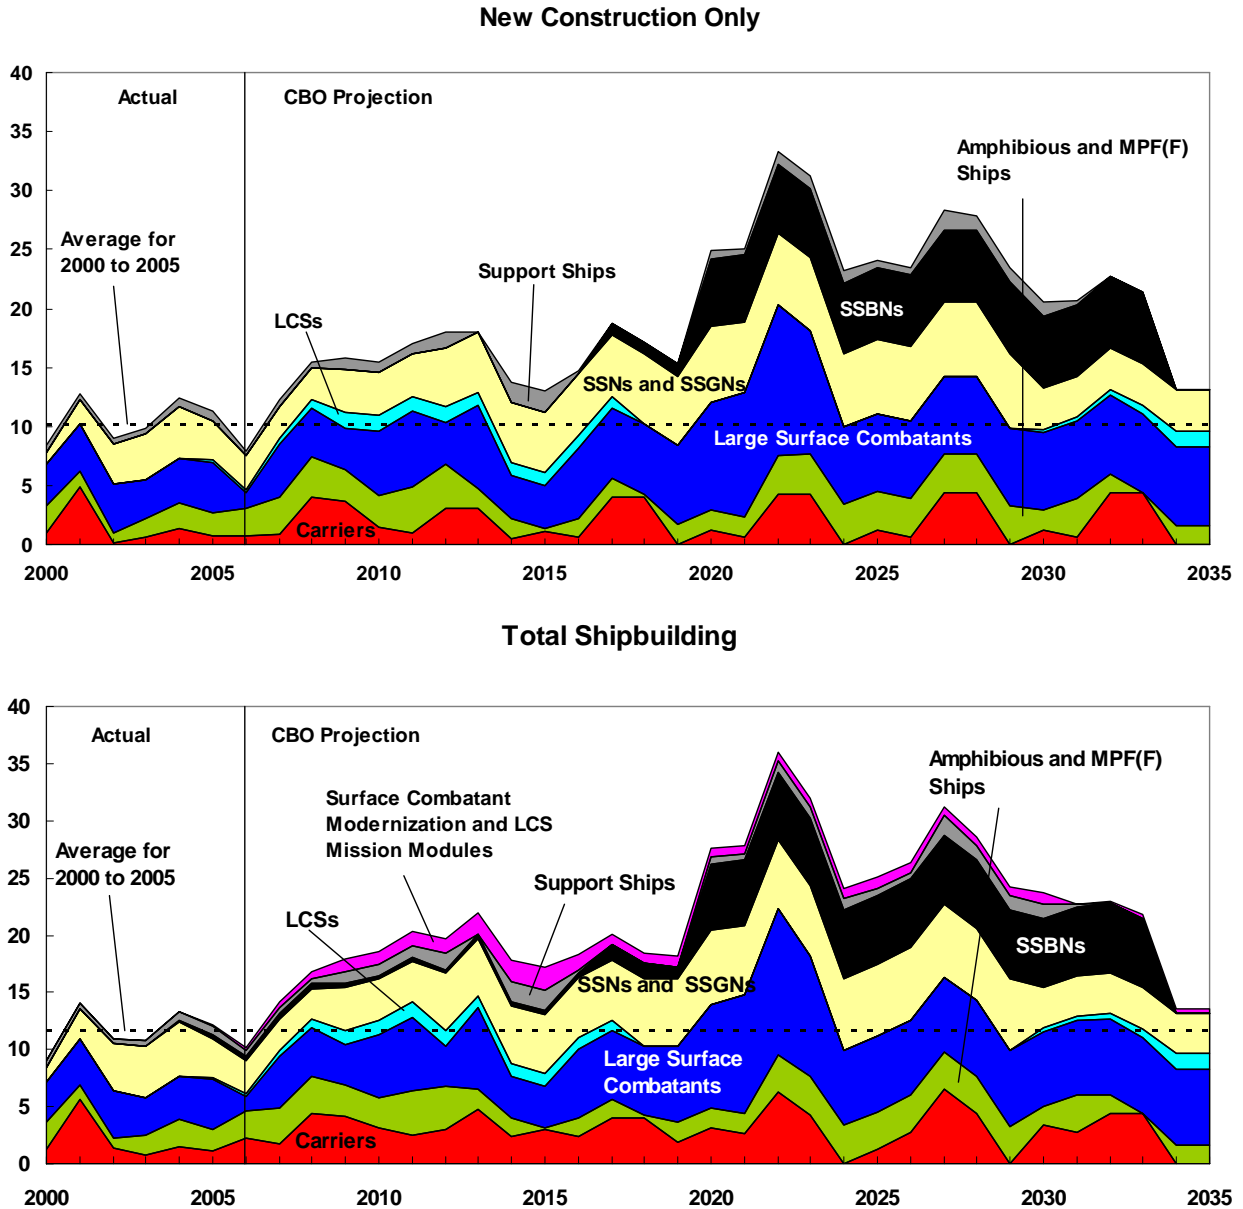 New Construction Only
40
35
30
25
20
15
10
5
0
Actual
CBO Projection
Average for
2000 to 2005
LCSs
Support Ships
Amphibious and MPF(F)
Ships
SSBNs
SSNs and SSGNs
Large Surface Combatants
Carriers
2000 2005 2010 2015 2020 2025 2030 2035
Total Shipbuilding
40
35
30
25
20
15
10
5
0
Actual
CBO Projection
Amphibious and MPF(F)
Ships
Surface Combatant
Modernization and LCS
Mission Modules
Average for
2000 to 2005
Support Ships
LCSs
SSBNs
SSNs and SSGNs
Large Surface
Combatants
Carriers
2000 2005 2010 2015 2020 2025 2030 2035